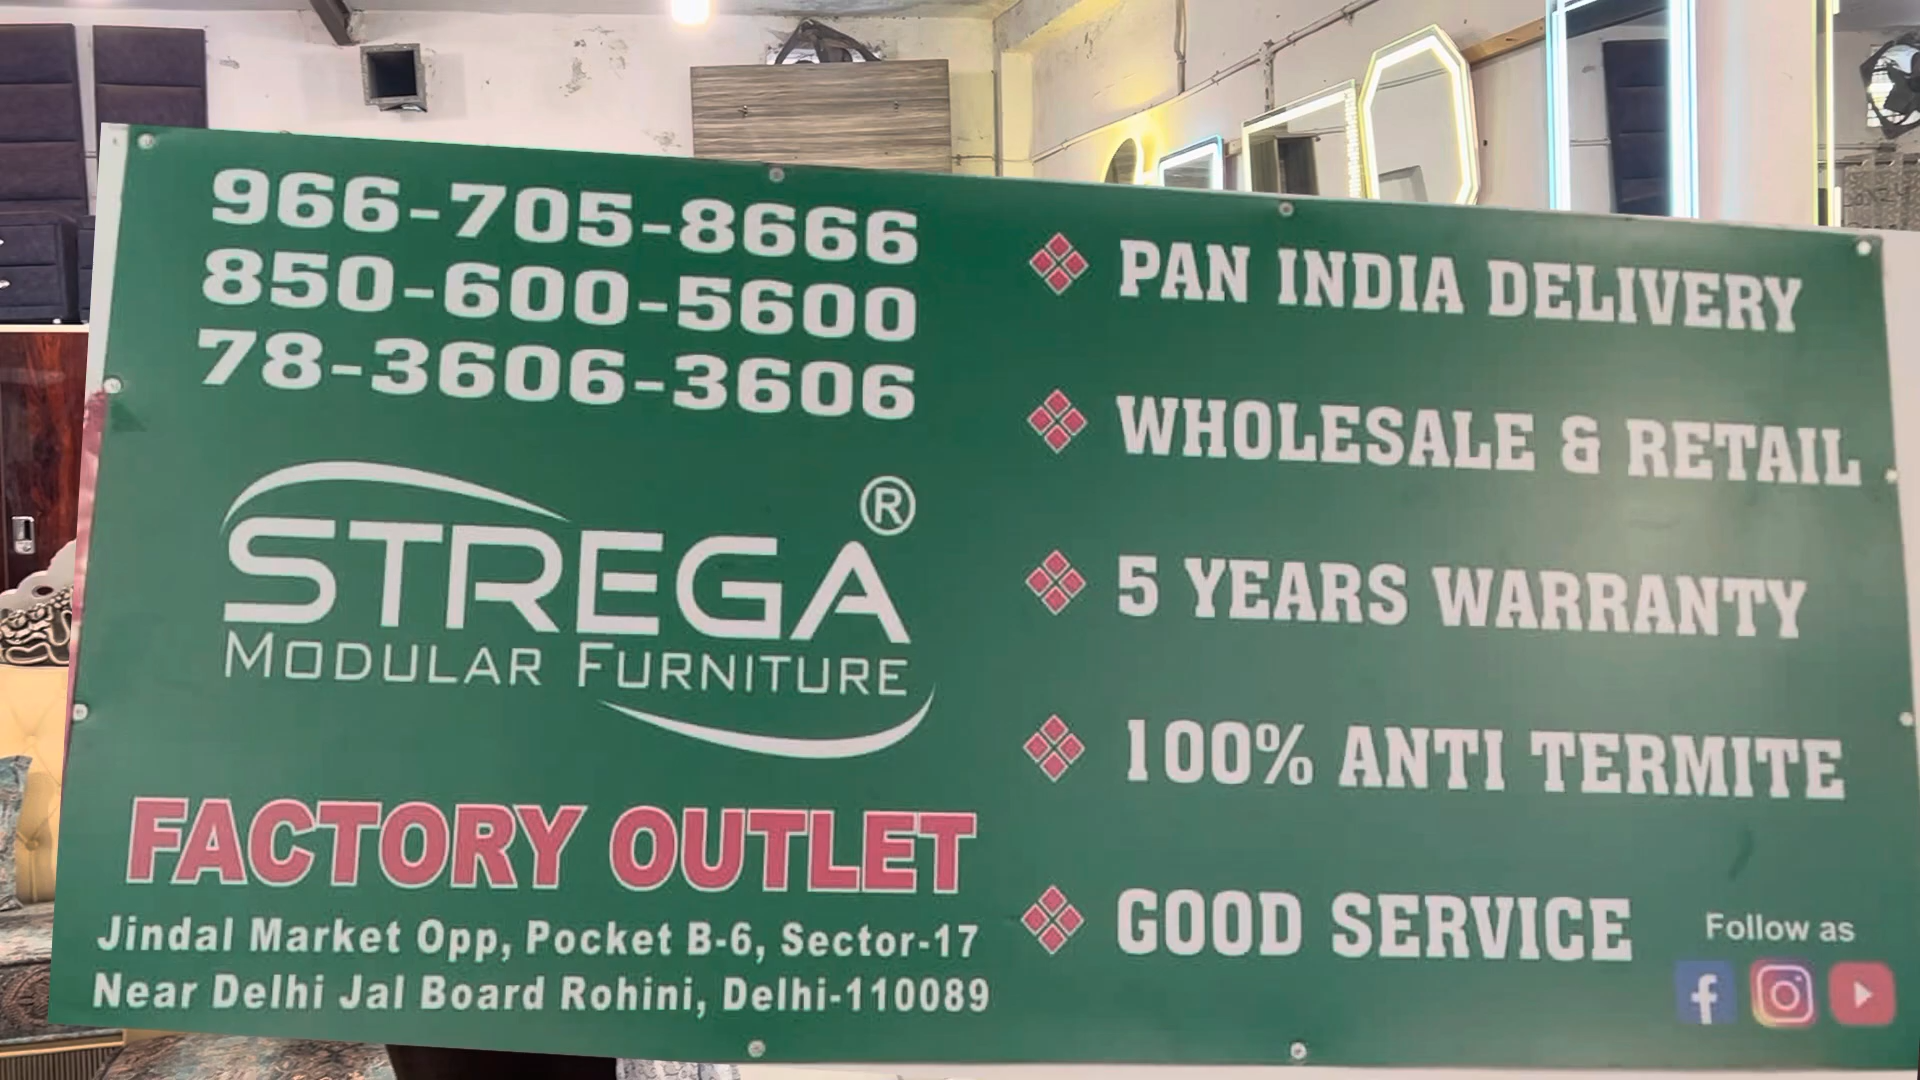 966-705-8666
850-600-5600
78-3606-3606
STREGA®
MODULAR FURNITURE
FACTORY OUTLET
Jindal Market Opp, Pocket B-6, Sector-17
Near Delhi Jal Board Rohini, Delhi-110089
PAN INDIA DELIVERY
WHOLESALE & RETAIL
5 YEARS WARRANTY
100% ANTI TERMITE
GOOD SERVICE
Follow as